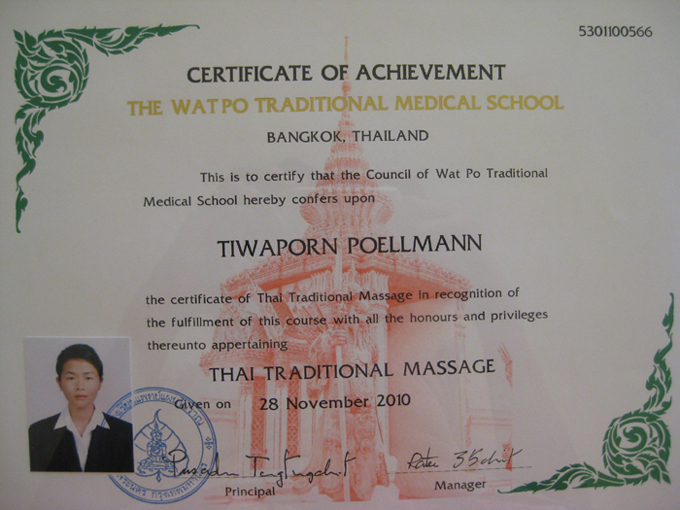 5301100566
CERTIFICATE OF ACHIEVEMENT
THE WAT PO TRADITIONAL MEDICAL SCHOOL
BANGKOK, THAILAND
This is to certify that the Council of Wat Po Traditional
Medical School hereby confers upon
TIWAPORN POELLMANN
the certificate of Thai Traditional Massage in recognition of
the fulfillment of this course with all the honours and privileges
thereunto appertaining
THAI TRADITIONAL MASSAGE
Given on 28 November 2010
Principal Manager